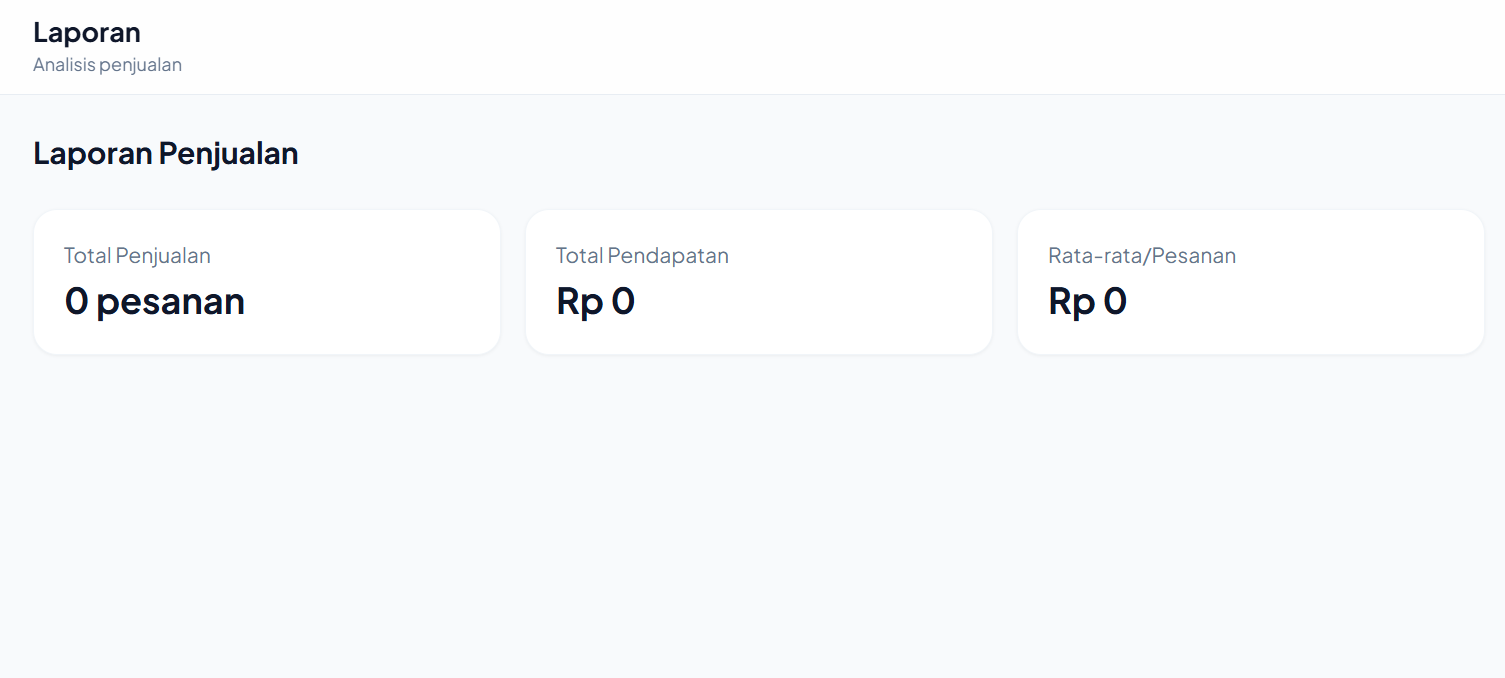 Laporan
Analisis penjualan
Laporan Penjualan
Total Penjualan
0 pesanan
Total Pendapatan
Rp 0
Rata-rata/Pesanan
Rp 0